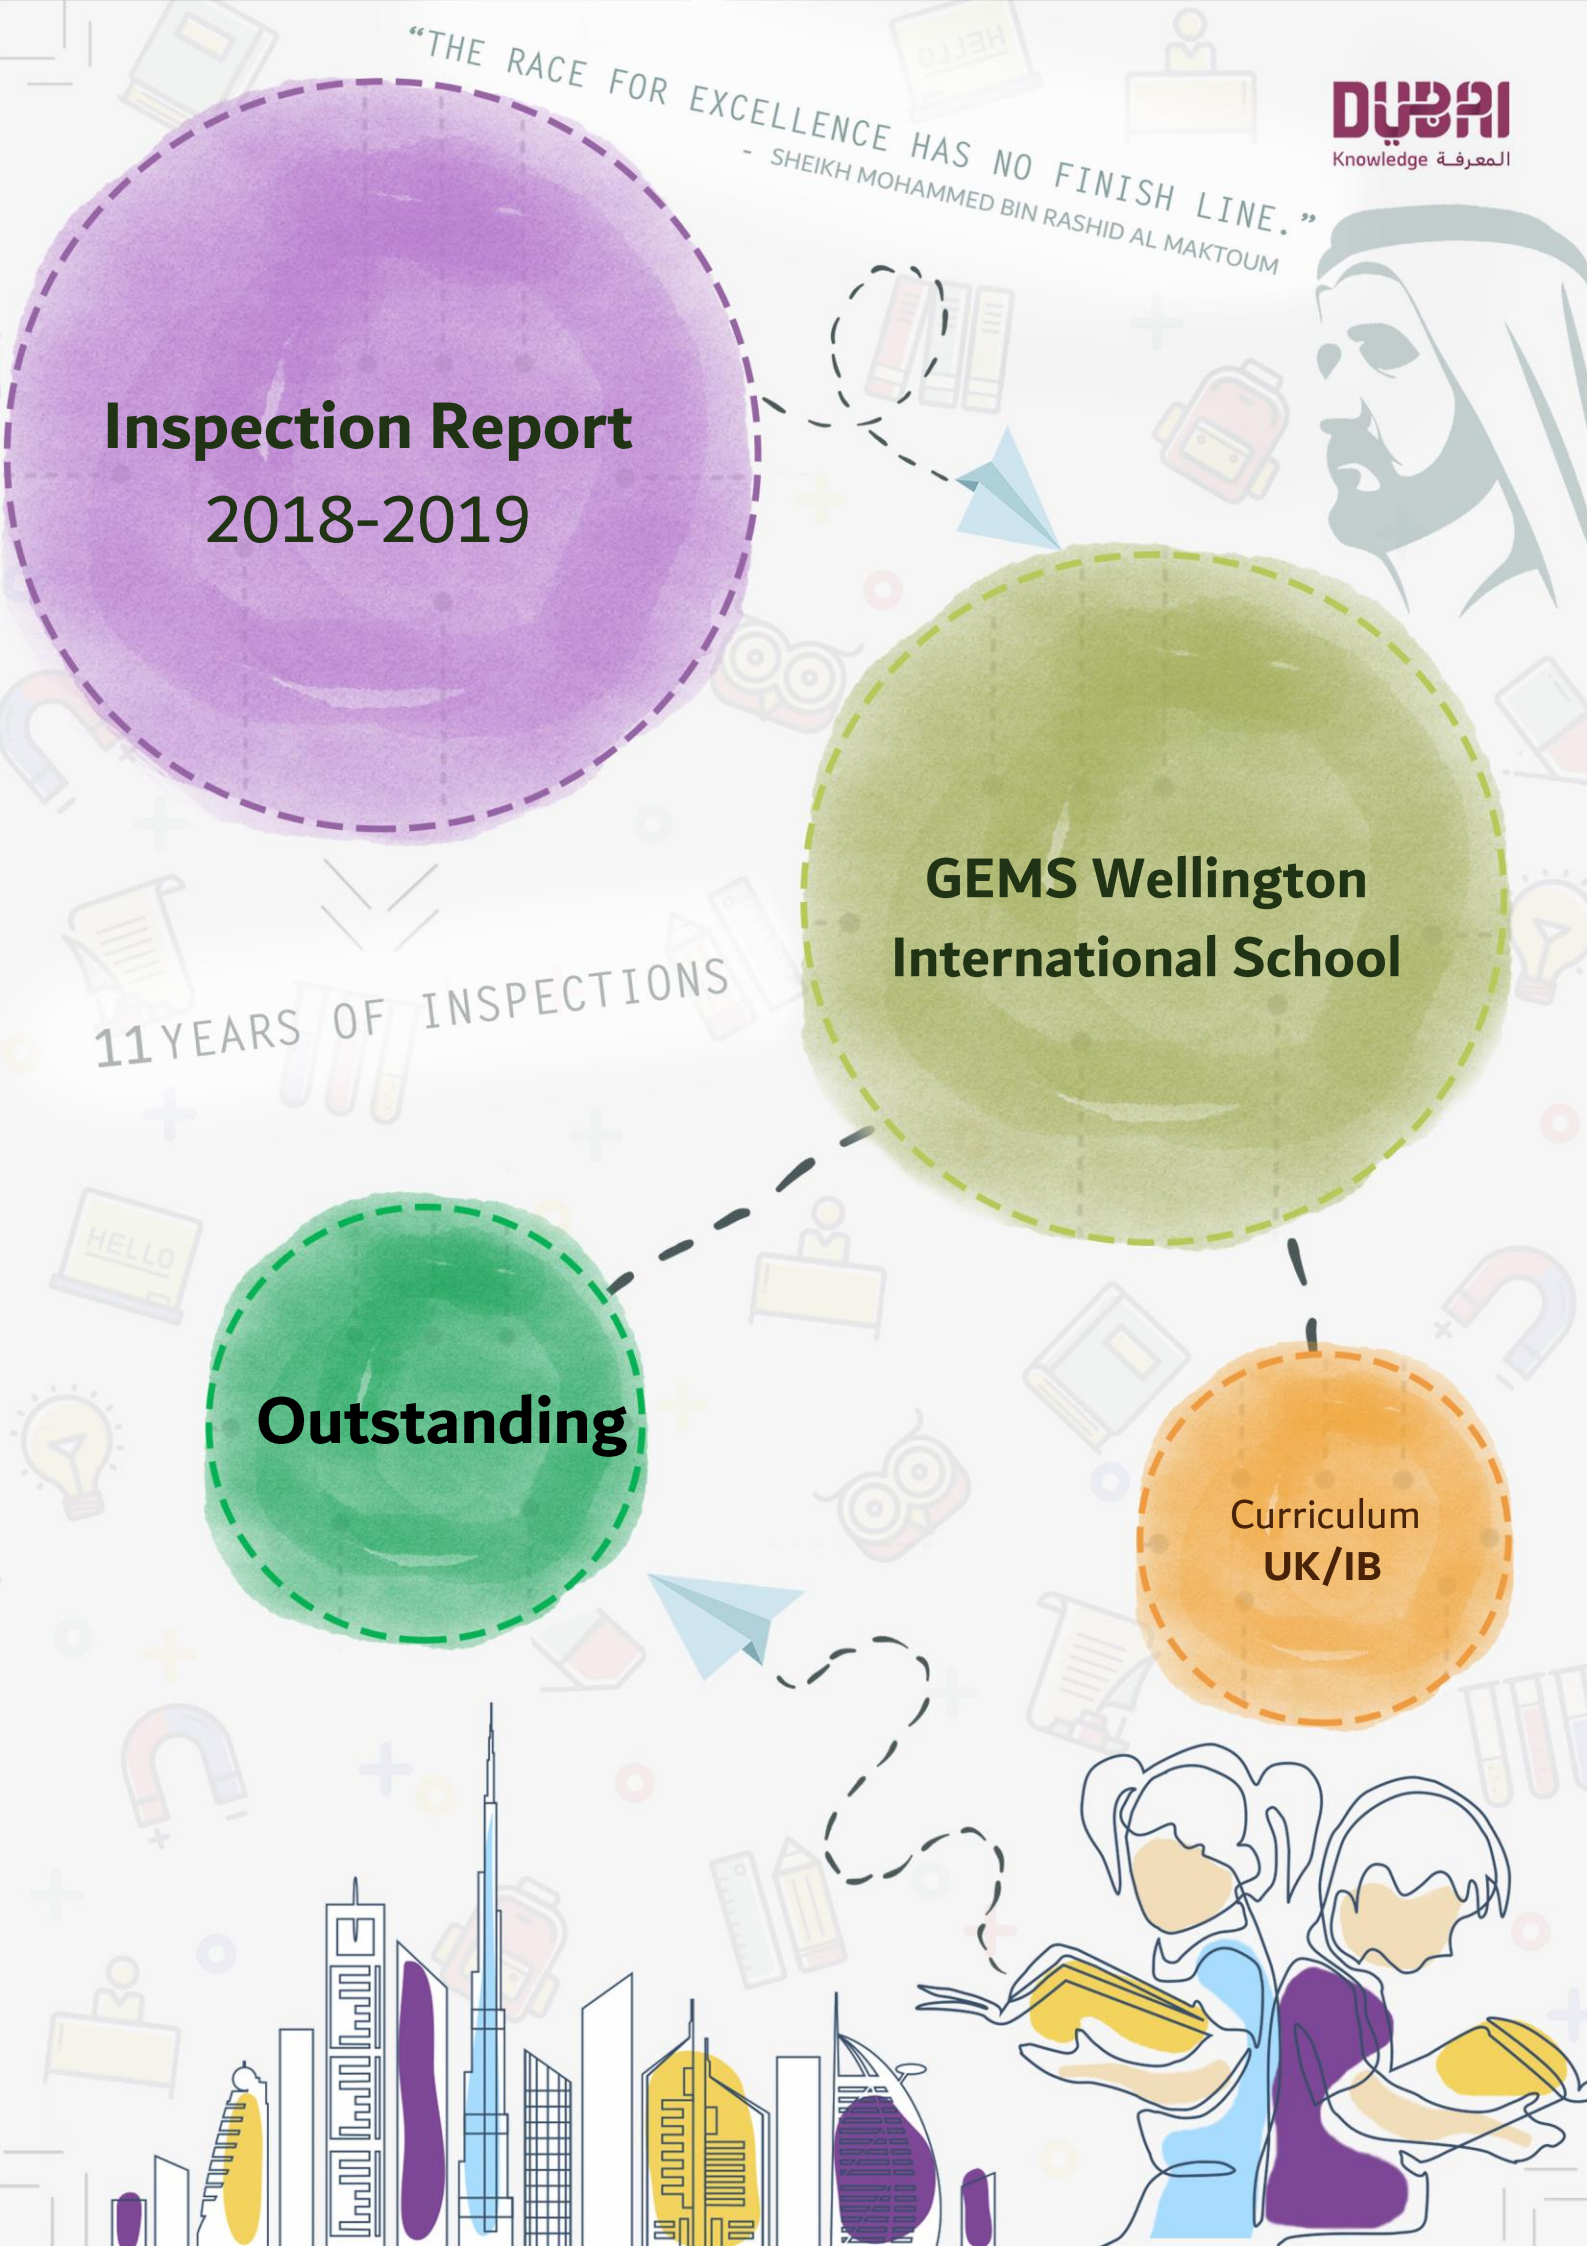 “THE RACE FOR EXCELLENCE HAS NO FINISH LINE.”
- SHEIKH MOHAMMED BIN RASHID AL MAKTOUM
DUBAI
Knowledge المعرفة
Inspection Report
2018-2019
GEMS Wellington
International School
11 YEARS OF INSPECTIONS
HELLO
HELLO
Outstanding
Curriculum
UK/IB